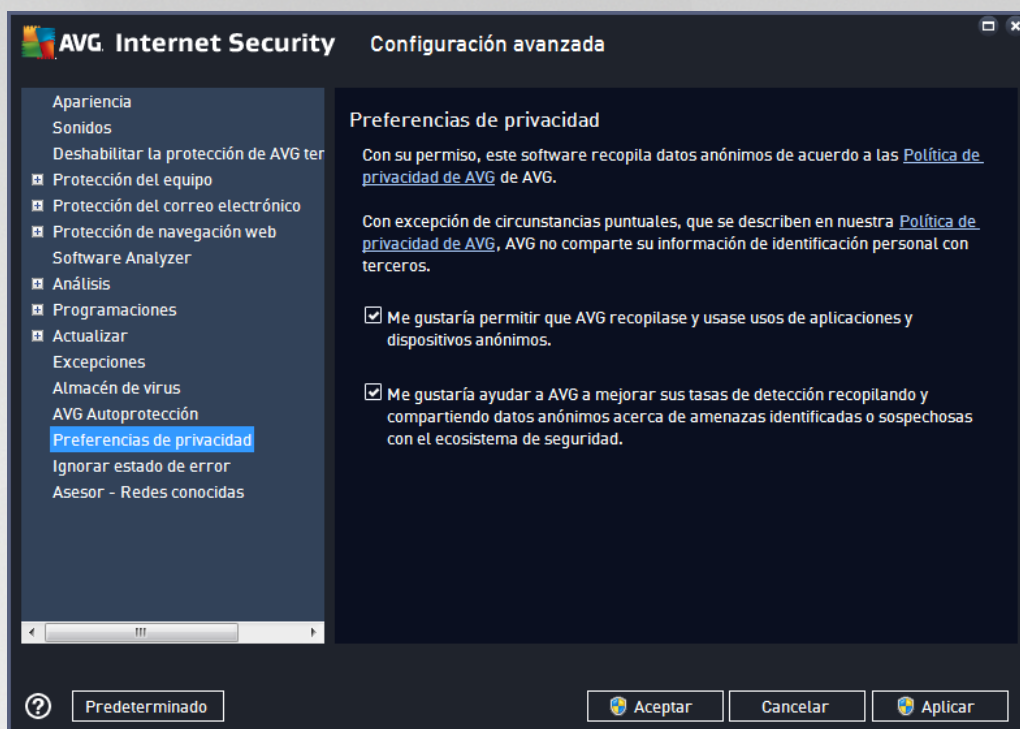 AVG. Internet Security
Configuración avanzada
Apariencia
Sonidos
Deshabilitar la protección de AVG ter
Protección del equipo
Protección del correo electrónico
Protección de navegación web
Software Analyzer
Análisis
Programaciones
Actualizar
Excepciones
Almacén de virus
AVG Autoprotección
Preferencias de privacidad
Ignorar estado de error
Asesor - Redes conocidas
Preferencias de privacidad
Con su permiso, este software recopila datos anónimos de acuerdo a las Política de
privacidad de AVG de AVG.
Con excepción de circunstancias puntuales, que se describen en nuestra Política de
privacidad de AVG, AVG no comparte su información de identificación personal con
terceros.
Me gustaría permitir que AVG recopilase y usase usos de aplicaciones y
dispositivos anónimos.
Me gustaría ayudar a AVG a mejorar sus tasas de detección recopilando y
compartiendo datos anónimos acerca de amenazas identificadas o sospechosas
con el ecosistema de seguridad.
?
Predeterminado
Aceptar
Cancelar
Aplicar